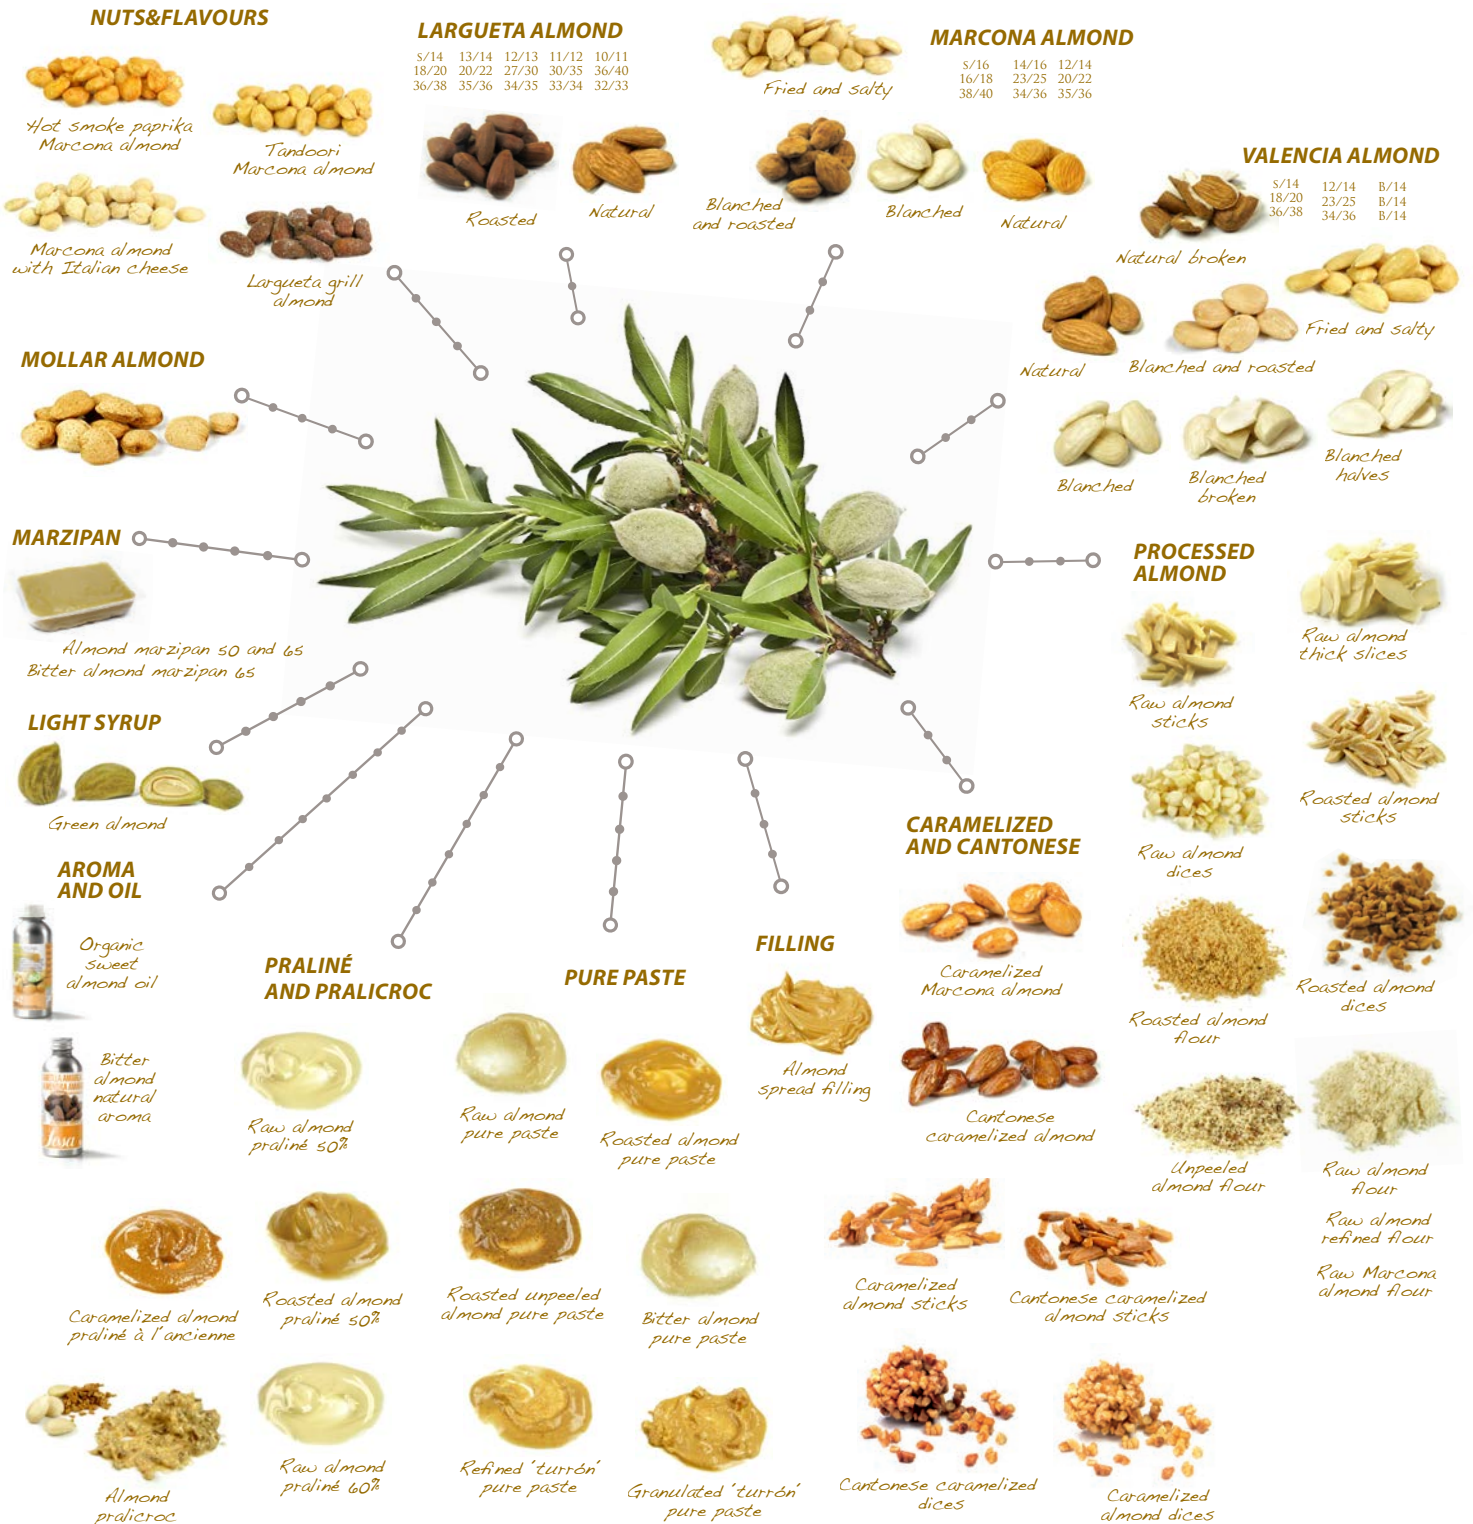 NUTS&FLAVOURS
Hot smoke paprika
Marcona almond
Tandoori
Marcona almond
Marcona almond
with Italian cheese
Largueta grill
almond
LARGUETA ALMOND
s/14 13/14 12/13 11/12 10/11
18/20 20/22 27/30 30/35 36/40
36/38 35/36 34/35 33/34 32/33
Roasted
Natural
MARCONA ALMOND
s/16 14/16 12/14
16/18 23/25 20/22
38/40 34/36 35/36
Fried and salty
Blanched
and roasted
Blanched
Natural
VALENCIA ALMOND
s/14 12/14 B/14
18/20 23/25 B/14
36/38 34/36 B/14
Natural broken
Fried and salty
Natural
Blanched and roasted
Blanched
Blanched
broken
Blanched
halves
MOLLAR ALMOND
MARZIPAN
Almond marzipan 50 and 65
Bitter almond marzipan 65
LIGHT SYRUP
Green almond
AROMA
AND OIL
Organic
sweet
almond oil
Bitter
almond
natural
aroma
Sosa
PRALINÉ
AND PRALICROC
Raw almond
praliné 50%
Caramelized almond
praliné à l'ancienne
Roasted almond
praliné 50%
Almond
pralicroc
Raw almond
praliné 60%
PURE PASTE
Raw almond
pure paste
Roasted almond
pure paste
Roasted unpeeled
almond pure paste
Bitter almond
pure paste
Refined 'turrón'
pure paste
Granulated 'turrón'
pure paste
FILLING
Almond
spread filling
CARAMELIZED
AND CANTONESE
Caramelized
Marcona almond
Cantonese
caramelized almond
Caramelized
almond sticks
Cantonese caramelized
almond sticks
Cantonese caramelized
dices
Caramelized
almond dices
PROCESSED
ALMOND
Raw almond
thick slices
Raw almond
sticks
Roasted almond
sticks
Raw almond
dices
Roasted almond
dices
Roasted almond
flour
Unpeeled
almond flour
Raw almond
flour
Raw almond
refined flour
Raw Marcona
almond flour